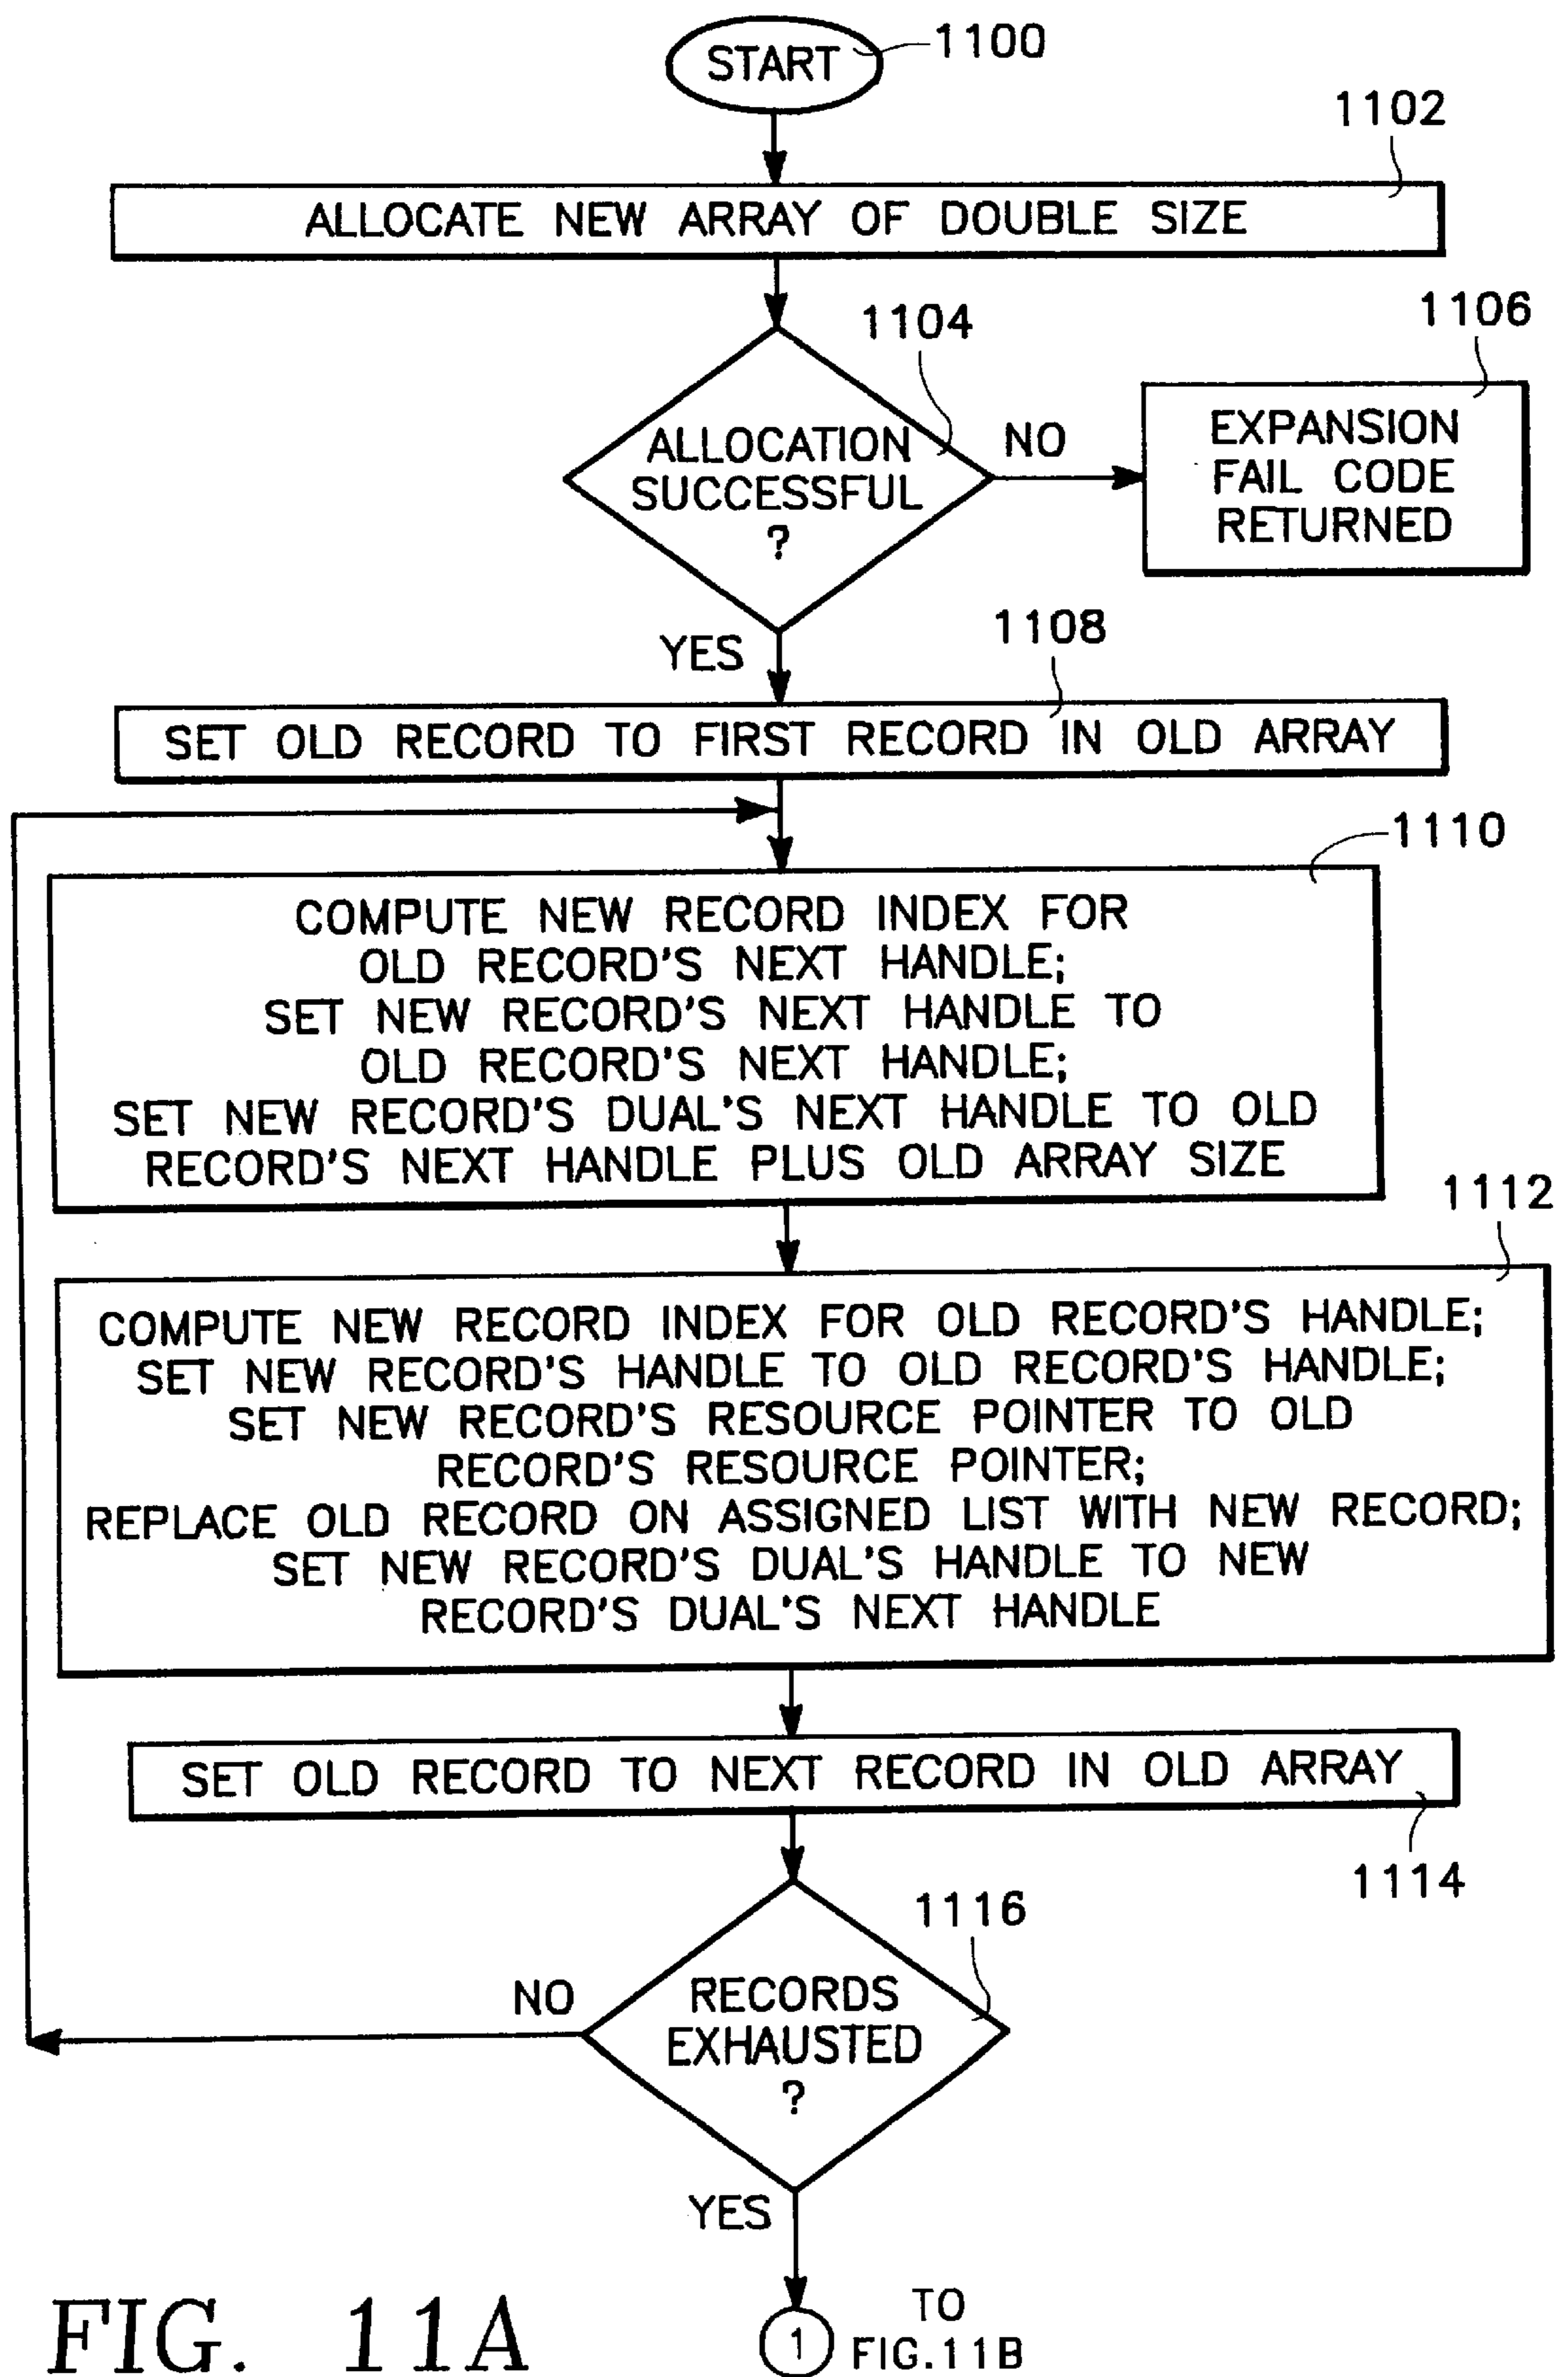 START
1100
1102
ALLOCATE NEW ARRAY OF DOUBLE SIZE
1104
1106
ALLOCATION
SUCCESSFUL
?
NO
EXPANSION
FAIL CODE
RETURNED
YES
1108
SET OLD RECORD TO FIRST RECORD IN OLD ARRAY
1110
COMPUTE NEW RECORD INDEX FOR
OLD RECORD'S NEXT HANDLE;
SET NEW RECORD'S NEXT HANDLE TO
OLD RECORD'S NEXT HANDLE;
SET NEW RECORD'S DUAL'S NEXT HANDLE TO OLD
RECORD'S NEXT HANDLE PLUS OLD ARRAY SIZE
1112
COMPUTE NEW RECORD INDEX FOR OLD RECORD'S HANDLE;
SET NEW RECORD'S HANDLE TO OLD RECORD'S HANDLE;
SET NEW RECORD'S RESOURCE POINTER TO OLD
RECORD'S RESOURCE POINTER;
REPLACE OLD RECORD ON ASSIGNED LIST WITH NEW RECORD;
SET NEW RECORD'S DUAL'S HANDLE TO NEW
RECORD'S DUAL'S NEXT HANDLE
SET OLD RECORD TO NEXT RECORD IN OLD ARRAY
1114
1116
NO
RECORDS
EXHAUSTED
?
YES
1
TO
FIG.11B
FIG. 11A